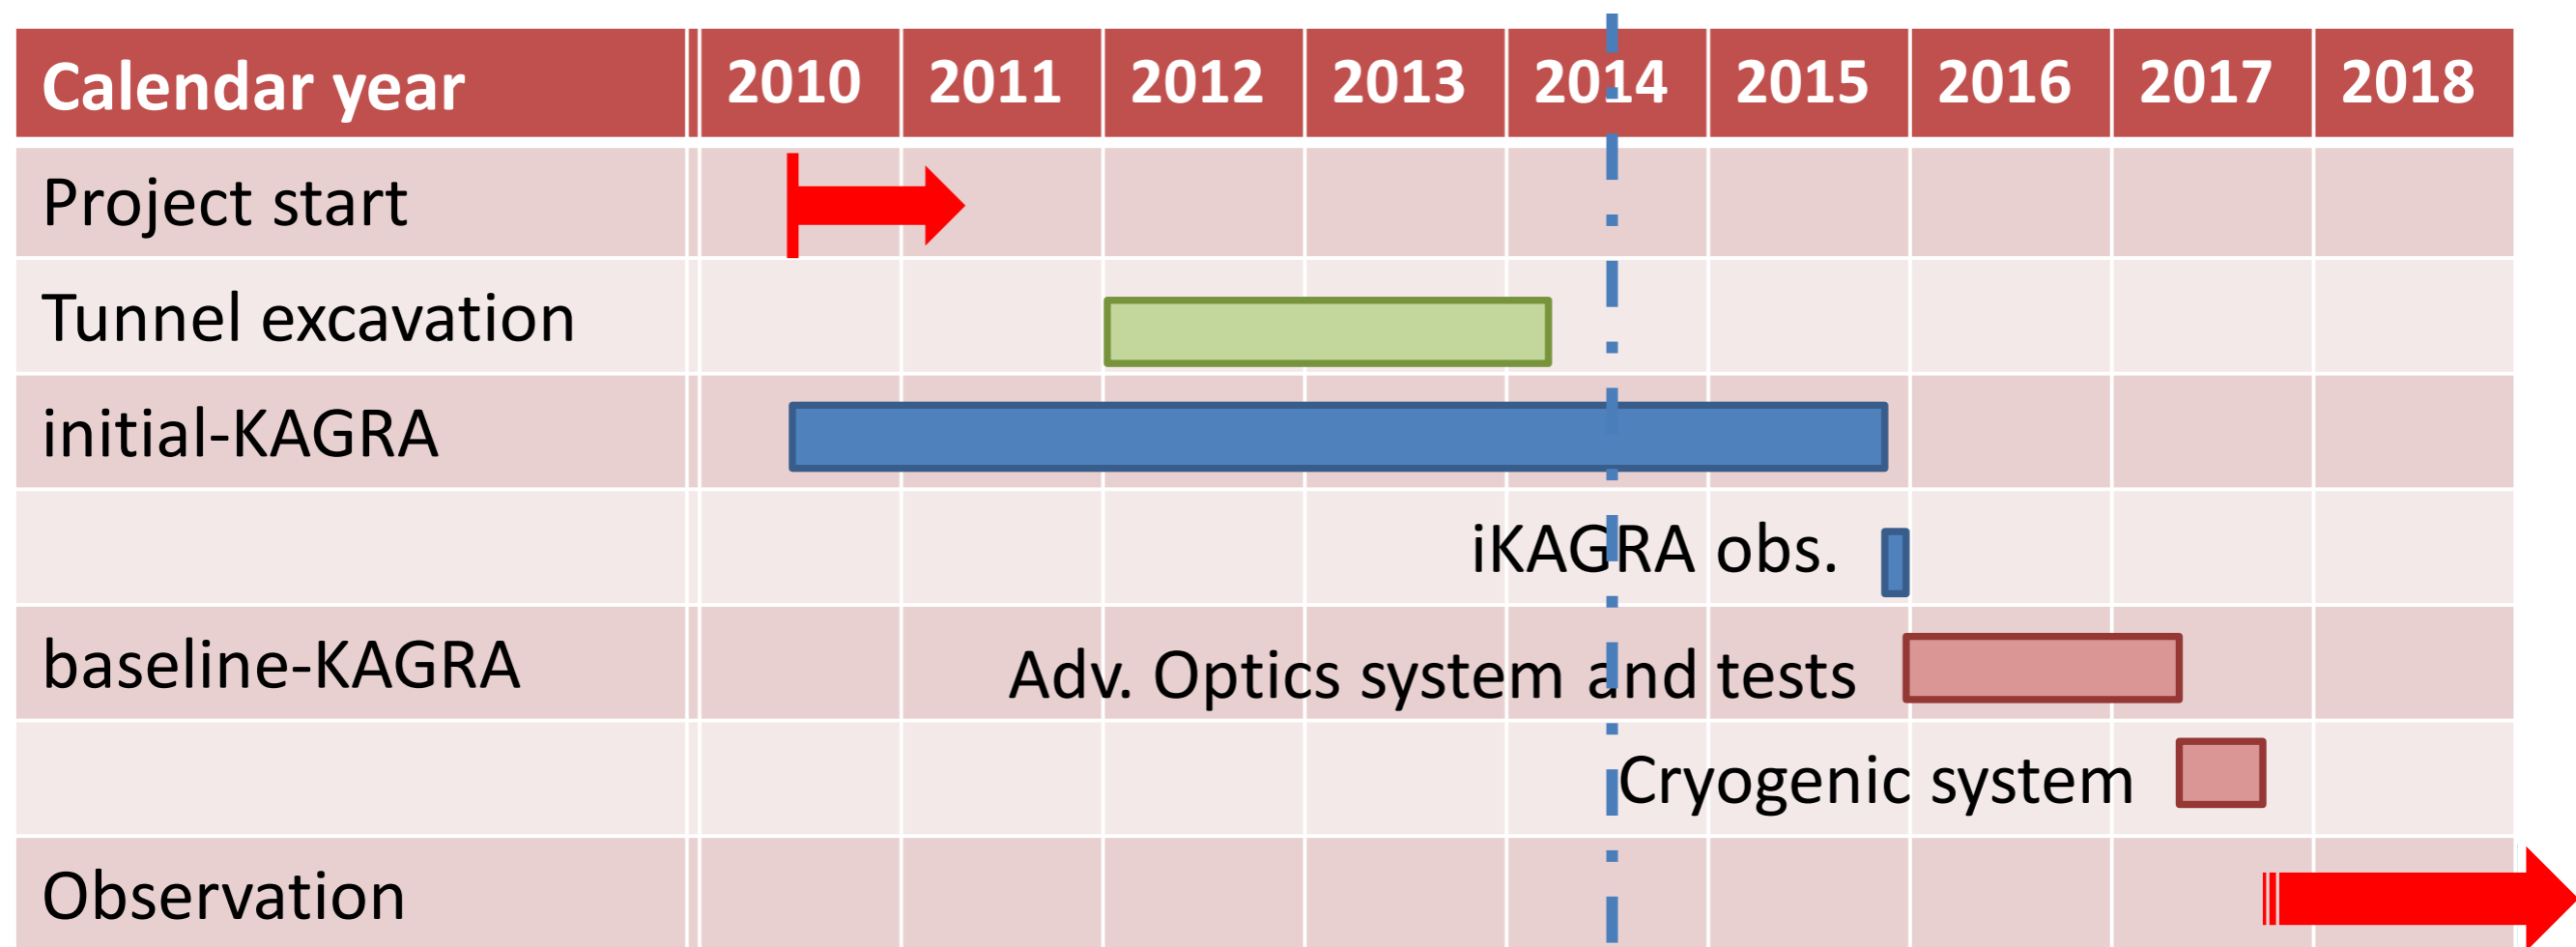 Calendar year 2010 2011 2012 2013 2014 2015 2016 2017 2018
Project start
Tunnel excavation
initial-KAGRA
iKAGRA obs.
baseline-KAGRA Adv. Optics system and tests
Cryogenic system
Observation